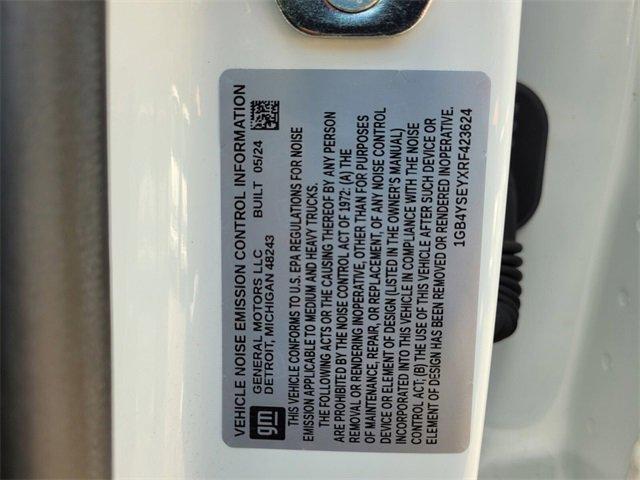 VEHICLE NOISE EMISSION CONTROL INFORMATION
gm
GENERAL MOTORS LLC BUILT 05/24
DETROIT, MICHIGAN 48243
THIS VEHICLE CONFORMS TO U.S. EPA REGULATIONS FOR NOISE
EMISSION APPLICABLE TO MEDIUM AND HEAVY TRUCKS.
THE FOLLOWING ACTS OR THE CAUSING THEREOF BY ANY PERSON
ARE PROHIBITED BY THE NOISE CONTROL ACT OF 1972: (A) THE
REMOVAL OR RENDERING INOPERATIVE, OTHER THAN FOR PURPOSES
OF MAINTENANCE, REPAIR, OR REPLACEMENT, OF ANY NOISE CONTROL
DEVICE OR ELEMENT OF DESIGN (LISTED IN THE OWNER'S MANUAL)
INCORPORATED INTO THIS VEHICLE IN COMPLIANCE WITH THE NOISE
CONTROL ACT; (B) THE USE OF THIS VEHICLE AFTER SUCH DEVICE OR
ELEMENT OF DESIGN HAS BEEN REMOVED OR RENDERED INOPERATIVE.
1GB4YSEYXRF423624